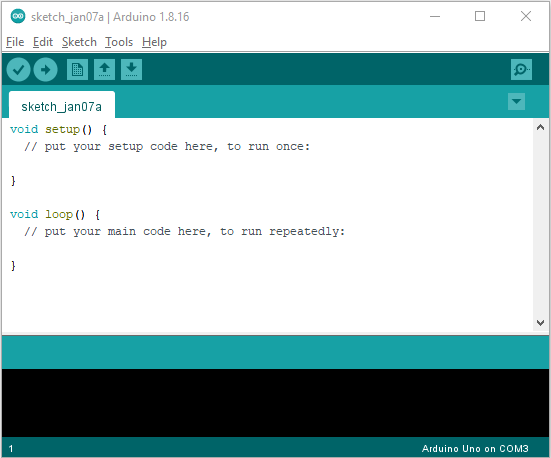 sketch_jan07a | Arduino 1.8.16
File Edit Sketch Tools Help
sketch_jan07a
void setup() {
  // put your setup code here, to run once:
}
void loop() {
  // put your main code here, to run repeatedly:
}
1 Arduino Uno on COM3